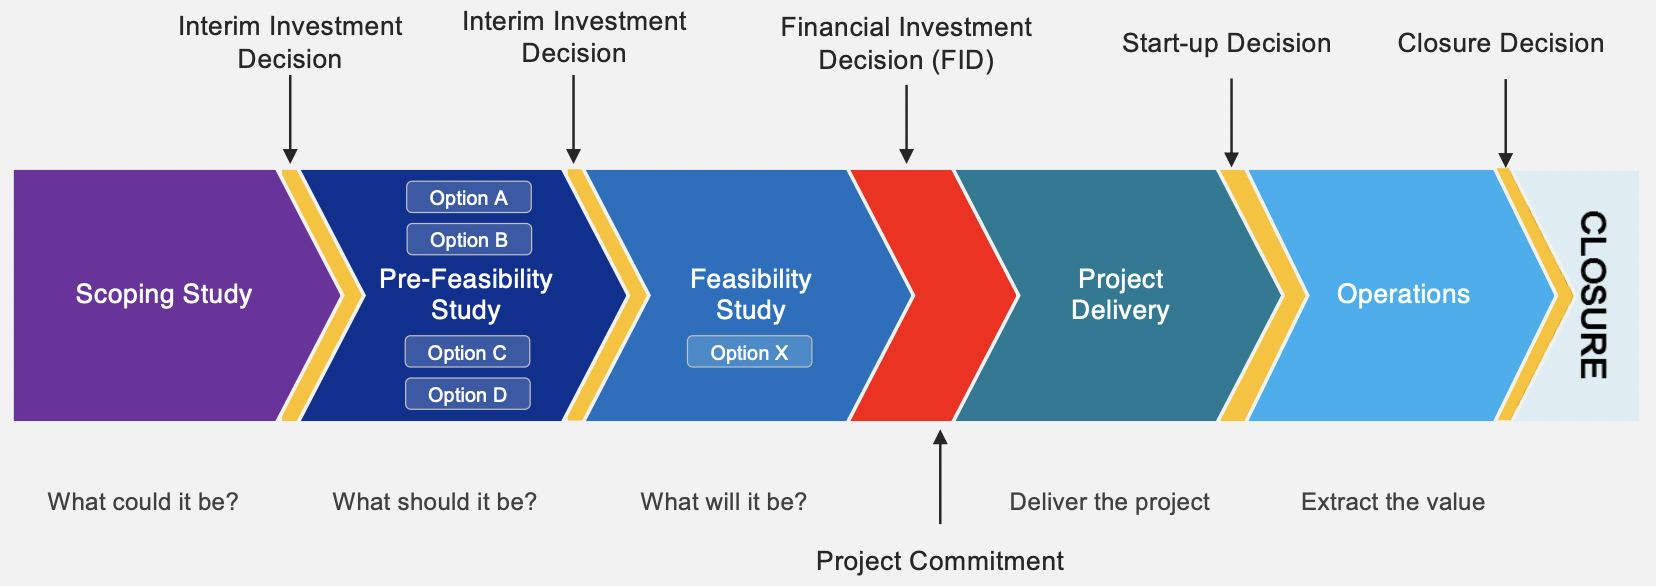 Interim Investment
Decision
Interim Investment
Decision
Financial Investment
Decision (FID)
Start-up Decision
Closure Decision
Scoping Study
Option A
Option B
Pre-Feasibility
Study
Option C
Option D
Feasibility
Study
Option X
Project
Delivery
Operations
CLOSURE
What could it be?
What should it be?
What will it be?
Deliver the project
Extract the value
Project Commitment